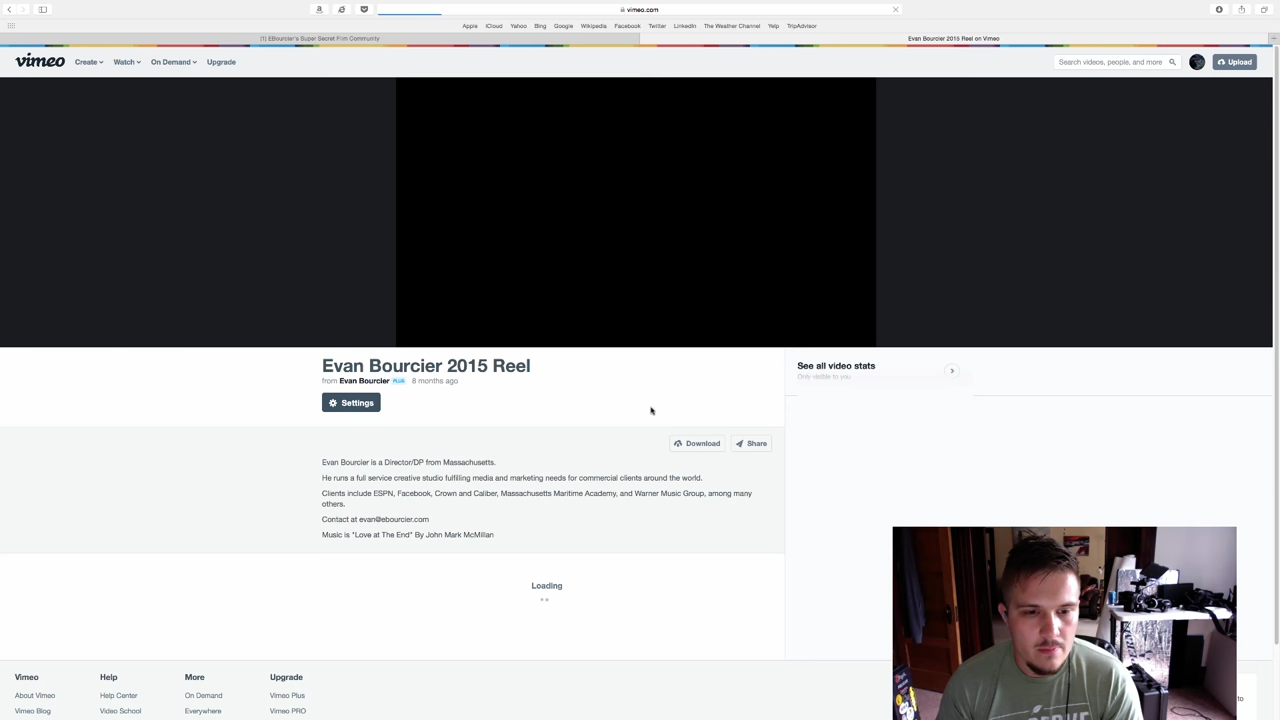 vimeo.com
Apple iCloud Yahoo Bing Google Wikipedia Facebook Twitter LinkedIn The Weather Channel Yelp TripAdvisor
(1) EBourcier's Super Secret Film Community
Evan Bourcier 2015 Reel on Vimeo
vimeo Create Watch On Demand Upgrade
Search videos, people, and more
Upload
Evan Bourcier 2015 Reel
from Evan Bourcier PLUS 8 months ago
Settings
See all video stats
Only visible to you
Download Share
Evan Bourcier is a Director/DP from Massachusetts.
He runs a full service creative studio fulfilling media and marketing needs for commercial clients around the world.
Clients include ESPN, Facebook, Crown and Caliber, Massachusetts Maritime Academy, and Warner Music Group, among many
others.
Contact at evan@ebourcier.com
Music is "Love at The End" By John Mark McMillan
Loading
Vimeo Help More Upgrade
About Vimeo Help Center On Demand Vimeo Plus
Vimeo Blog Video School Everywhere Vimeo PRO
to